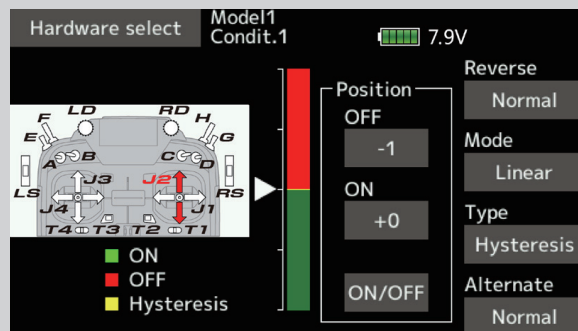 Hardware select
Model1
Condit.1
7.9V
LD RD
F H
E G
A B C D
J3 J2
LS RS
J4 J1
T4 T3 T2 T1
ON
OFF
Hysteresis
Position
OFF
-1
ON
+0
ON/OFF
Reverse
Normal
Mode
Linear
Type
Hysteresis
Alternate
Normal